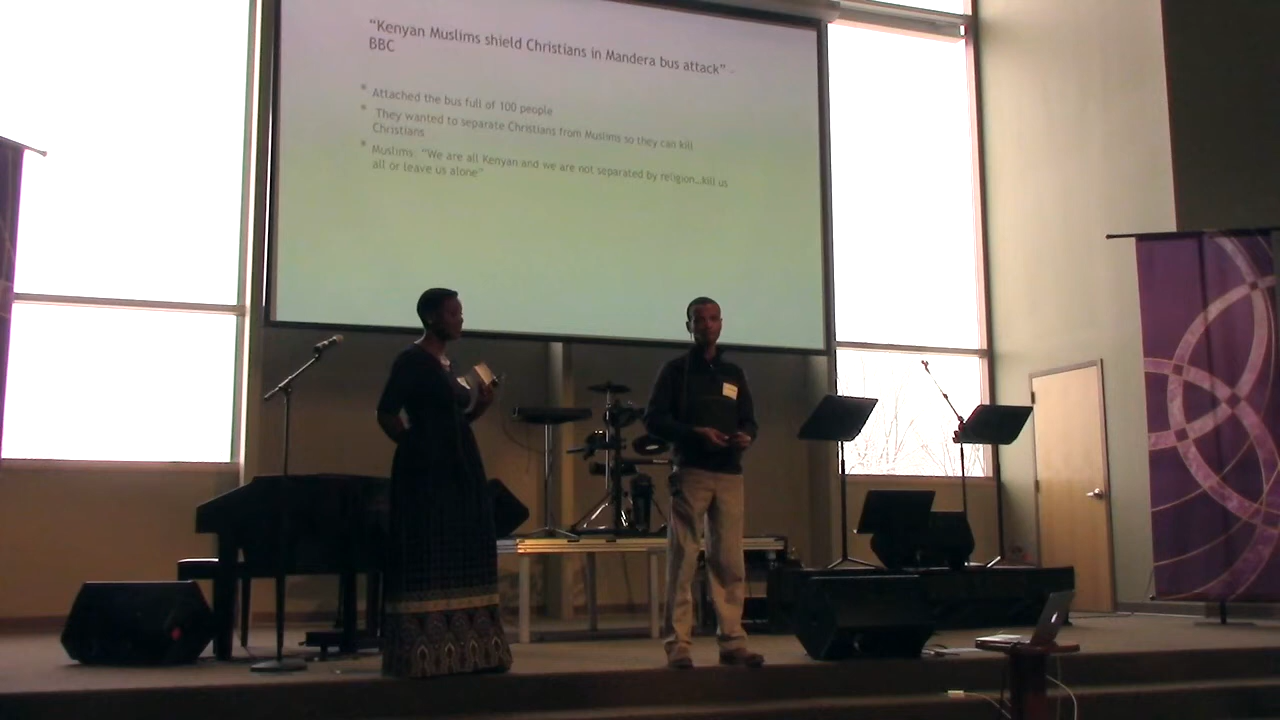 “Kenyan Muslims shield Christians in Mandera bus attack” –
BBC
* Attached the bus full of 100 people
* They wanted to separate Christians from Muslims so they can kill
Christians
* Muslims: “We are all Kenyan and we are not separated by religion…kill us
all or leave us alone”